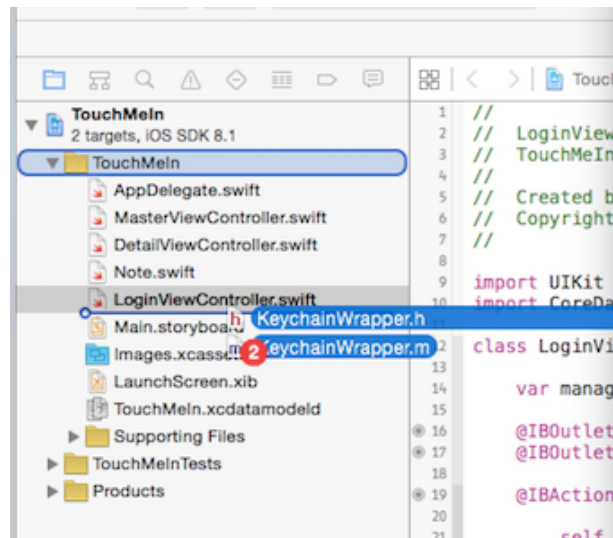 TouchMeIn
2 targets, iOS SDK 8.1
TouchMeIn
AppDelegate.swift
MasterViewController.swift
DetailViewController.swift
Note.swift
LoginViewController.swift
h KeychainWrapper.h
Main.storyboard
2 KeychainWrapper.m
Images.xcasse
LaunchScreen.xib
TouchMeIn.xcdatamodeld
Supporting Files
TouchMeInTests
Products
Touch
1 //
2 // LoginView
3 // TouchMeIn
4 //
5 // Created b
6 // Copyright
7 //
8
9 import UIKit
10 import CoreDa
12 class LoginVi
13
14 var manag
15
16 @IBOutlet
17 @IBOutlet
18
19 @IBAction
20
21 self